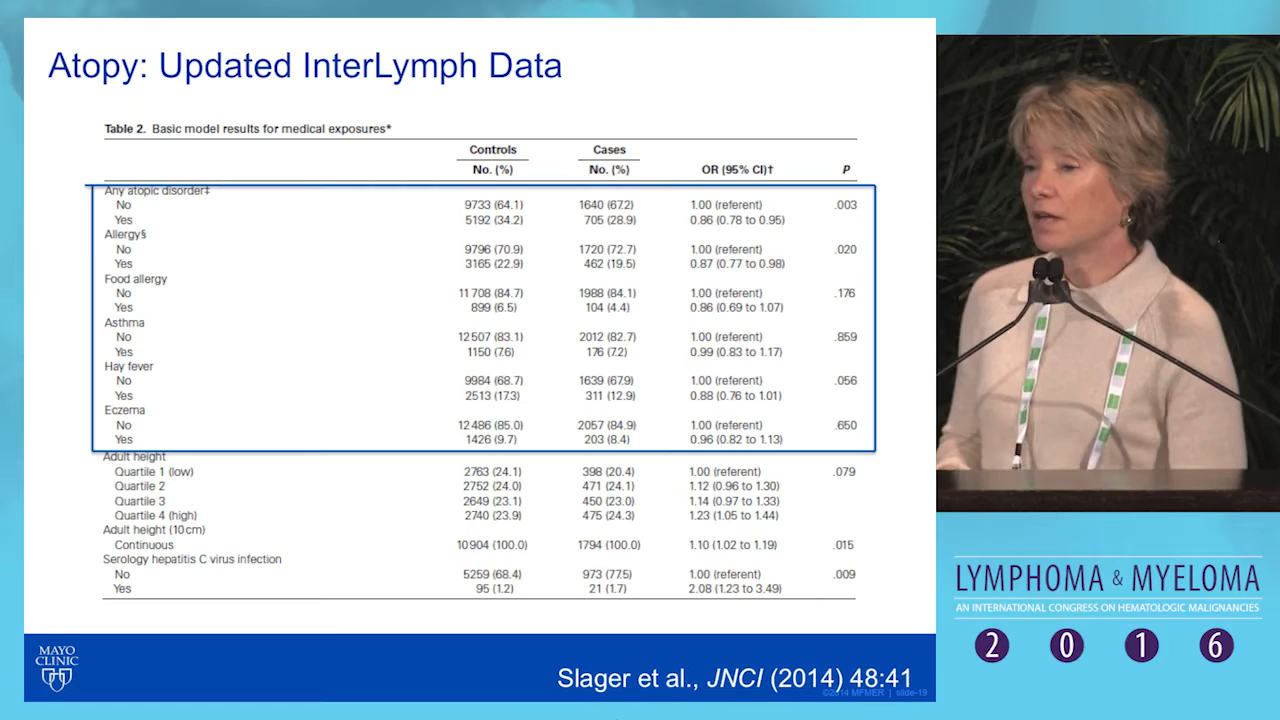 Atopy: Updated InterLymph Data
Table 2. Basic model results for medical exposures*
Controls Cases
No. (%) No. (%) OR (95% CI)† P
Any atopic disorder‡
No 9733 (64.1) 1640 (67.2) 1.00 (referent) .003
Yes 5192 (34.2) 705 (28.9) 0.86 (0.78 to 0.95)
Allergy§
No 9796 (70.9) 1720 (72.7) 1.00 (referent) .020
Yes 3165 (22.9) 462 (19.5) 0.87 (0.77 to 0.98)
Food allergy
No 11 708 (84.7) 1988 (84.1) 1.00 (referent) .176
Yes 899 (6.5) 104 (4.4) 0.86 (0.69 to 1.07)
Asthma
No 12 507 (83.1) 2012 (82.7) 1.00 (referent) .859
Yes 1150 (7.6) 176 (7.2) 0.99 (0.83 to 1.17)
Hay fever
No 9984 (68.7) 1639 (67.9) 1.00 (referent) .056
Yes 2513 (17.3) 311 (12.9) 0.88 (0.76 to 1.01)
Eczema
No 12 486 (85.0) 2057 (84.9) 1.00 (referent) .650
Yes 1426 (9.7) 203 (8.4) 0.96 (0.82 to 1.13)
Adult height
Quartile 1 (low) 2763 (24.1) 398 (20.4) 1.00 (referent) .079
Quartile 2 2752 (24.0) 471 (24.1) 1.12 (0.96 to 1.30)
Quartile 3 2649 (23.1) 450 (23.0) 1.14 (0.97 to 1.33)
Quartile 4 (high) 2740 (23.9) 475 (24.3) 1.23 (1.05 to 1.44)
Adult height (10 cm)
Continuous 10 904 (100.0) 1794 (100.0) 1.10 (1.02 to 1.19) .015
Serology hepatitis C virus infection
No 5259 (68.4) 973 (77.5) 1.00 (referent) .009
Yes 95 (1.2) 21 (1.7) 2.08 (1.23 to 3.49)
MAYO
CLINIC
Slager et al., JNCI (2014) 48:41
©2014 MFMER | slide-19
LYMPHOMA & MYELOMA
AN INTERNATIONAL CONGRESS ON HEMATOLOGIC MALIGNANCIES
2 0 1 6